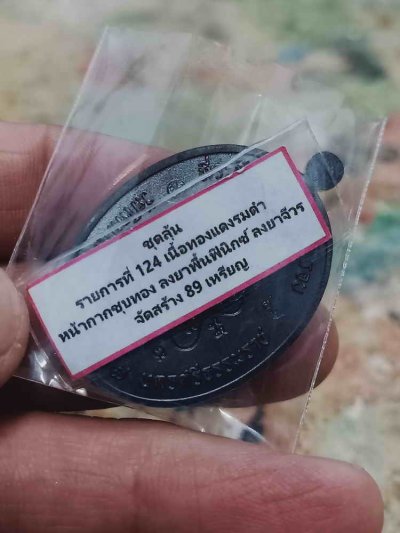 ชุดลุ้น
รายการที่ 124 เนื้อทองแดงรมดำ
หน้ากากชุบทอง ลงยาพื้นฟินิกซ์ ลงยาจีวร
จัดสร้าง 89 เหรียญ